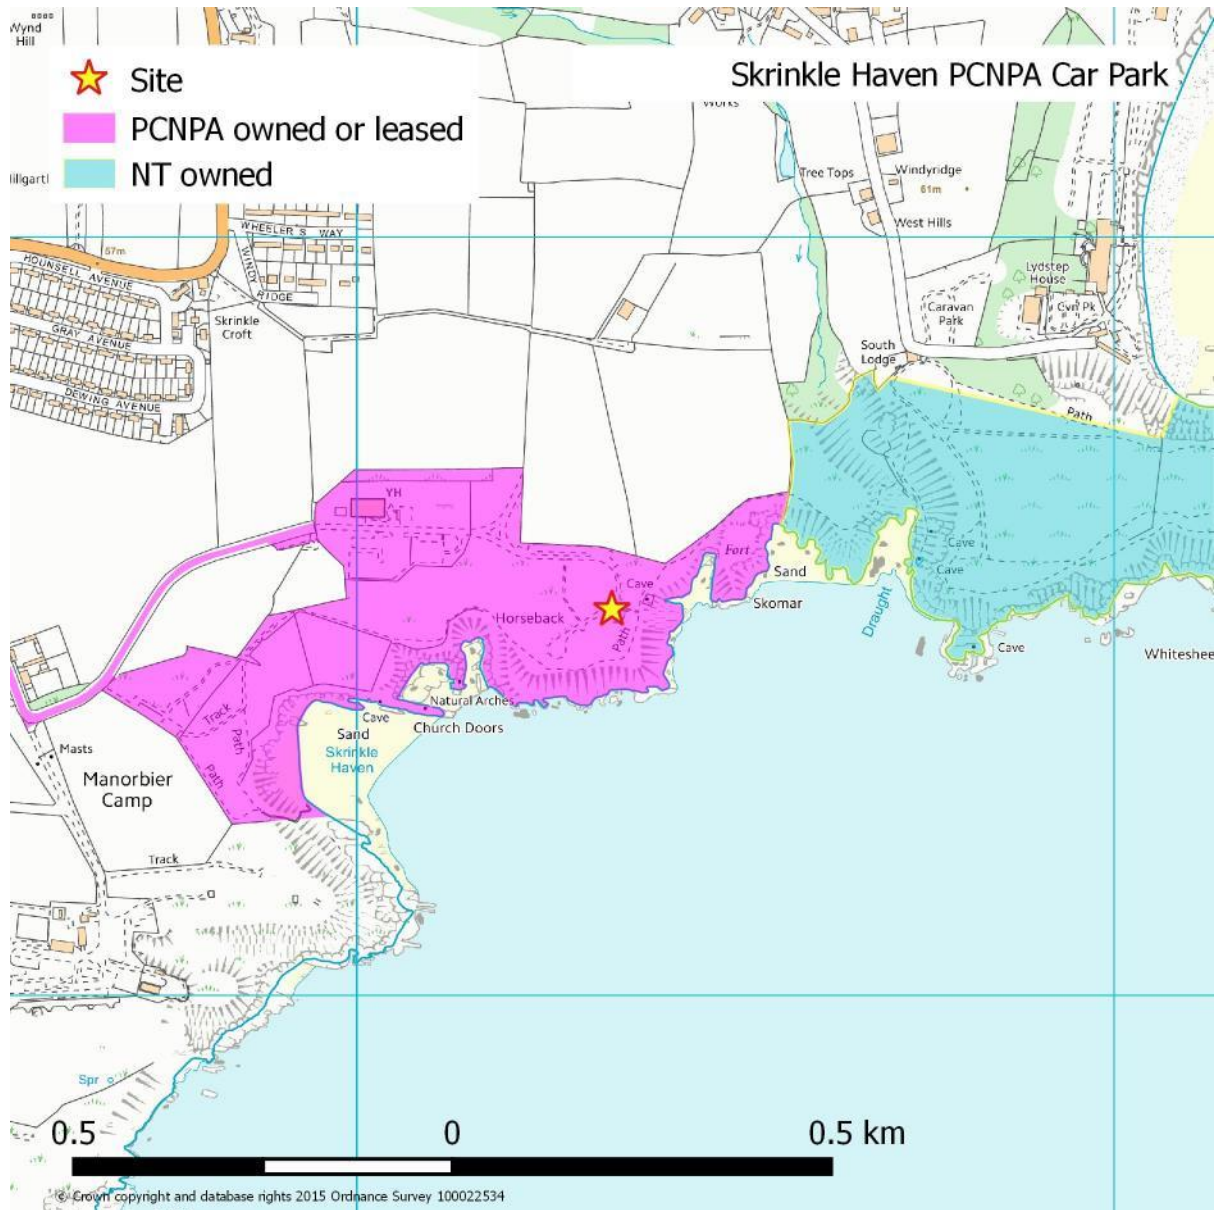 Wynd
Hill
Site
Skrinkle Haven PCNPA Car Park
Works
PCNPA owned or leased
NT owned
Tree Tops
Windyridge
61m
West Hills
WHEELER'S WAY
WINDY
RIDGE
57m
HOUNSELL AVENUE
GRAY AVENUE
DEWING AVENUE
Skrinkle
Croft
Lydstep
House
Cvn Pk
Caravan
Park
South
Lodge
Path
YH
Fort
Cave
Sand
Skomar
Cave
Cave
Draught
Cave
Horseback
Path
Natural Arches
Church Doors
Cave
Sand
Skrinkle
Haven
Track
Path
Path
Masts
Manorbier
Camp
Track
Spr
0.5 0 0.5 km
© Crown copyright and database rights 2015 Ordnance Survey 100022534